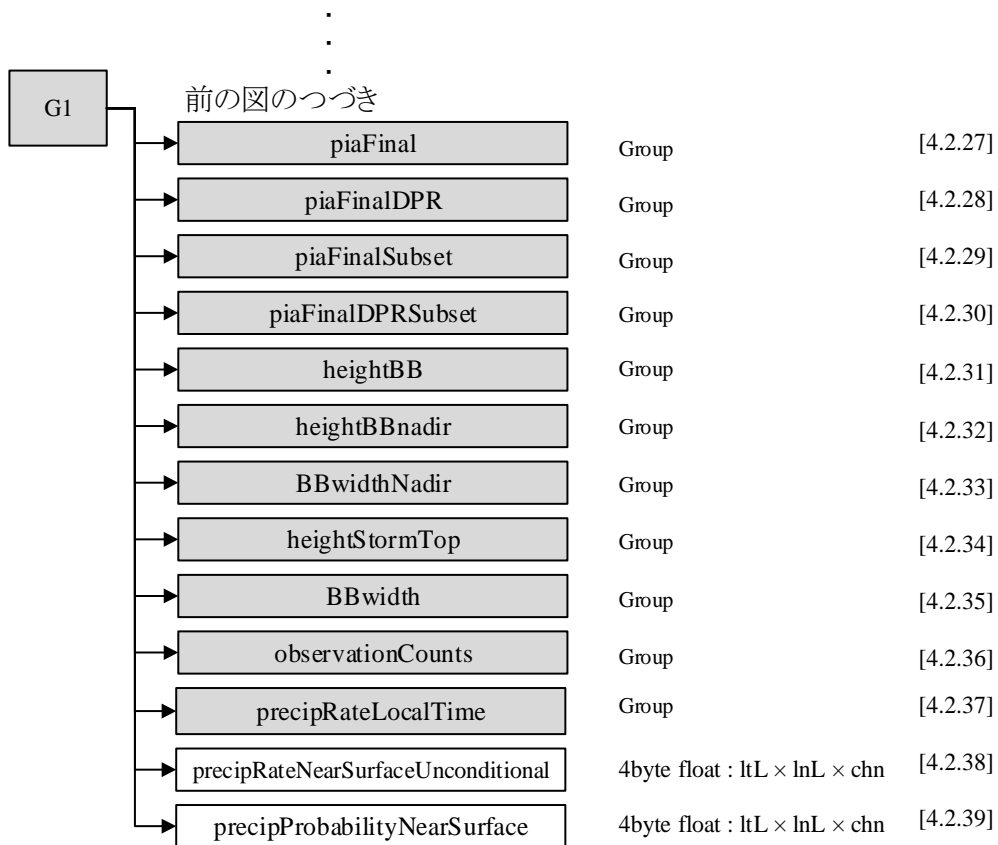 前の図のつづき
G1
piaFinal Group [4.2.27]
piaFinalDPR Group [4.2.28]
piaFinalSubset Group [4.2.29]
piaFinalDPRSubset Group [4.2.30]
heightBB Group [4.2.31]
heightBBnadir Group [4.2.32]
BBwidthNadir Group [4.2.33]
heightStormTop Group [4.2.34]
BBwidth Group [4.2.35]
observationCounts Group [4.2.36]
precipRateLocalTime Group [4.2.37]
precipRateNearSurfaceUnconditional 4byte float : ltL × lnL × chn [4.2.38]
precipProbabilityNearSurface 4byte float : ltL × lnL × chn [4.2.39]